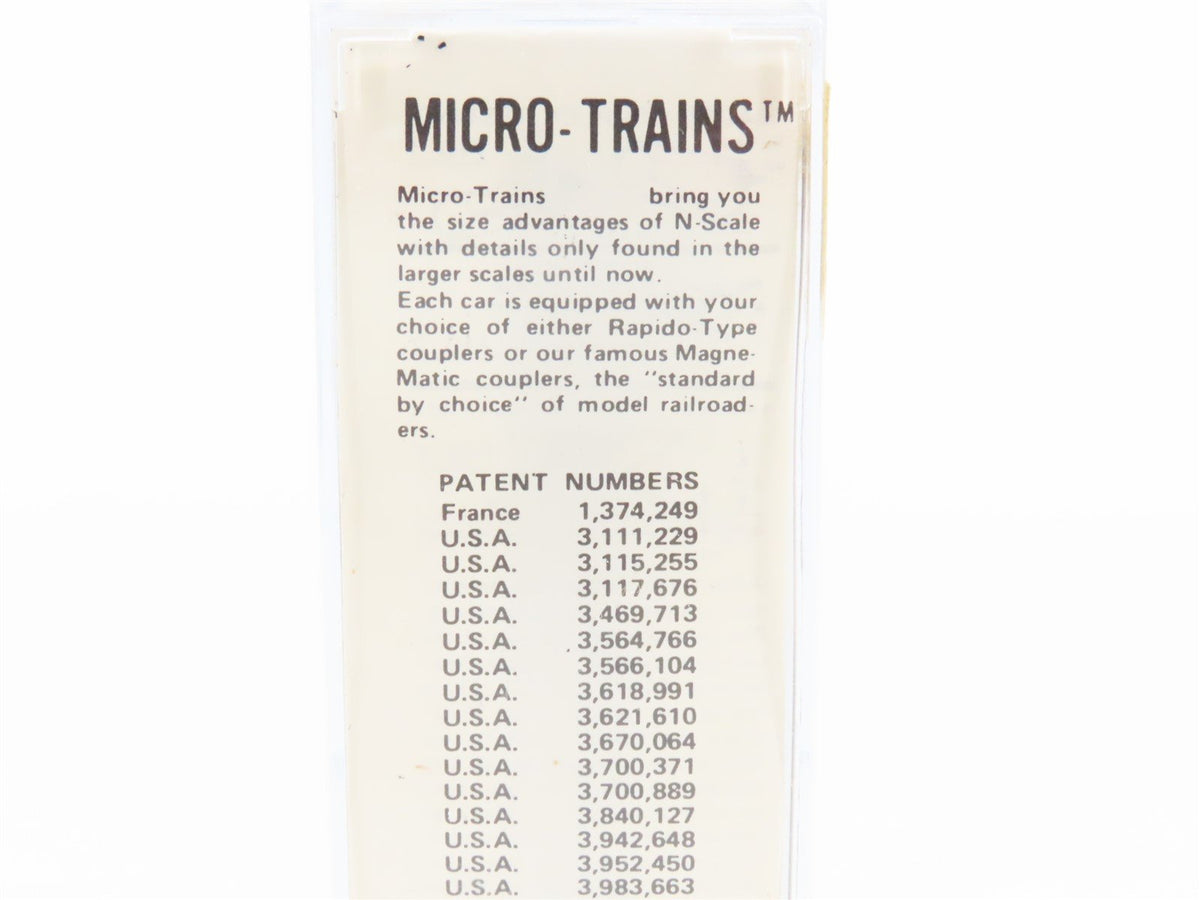 MICRO-TRAINS™
Micro-Trains bring you
the size advantages of N-Scale
with details only found in the
larger scales until now.
Each car is equipped with your
choice of either Rapido-Type
couplers or our famous Magne-
Matic couplers, the "standard
by choice" of model railroad-
ers.
PATENT NUMBERS
France 1,374,249
U.S.A. 3,111,229
U.S.A. 3,115,255
U.S.A. 3,117,676
U.S.A. 3,469,713
U.S.A. 3,564,766
U.S.A. 3,566,104
U.S.A. 3,618,991
U.S.A. 3,621,610
U.S.A. 3,670,064
U.S.A. 3,700,371
U.S.A. 3,700,889
U.S.A. 3,840,127
U.S.A. 3,942,648
U.S.A. 3,952,450
U.S.A. 3,983,663